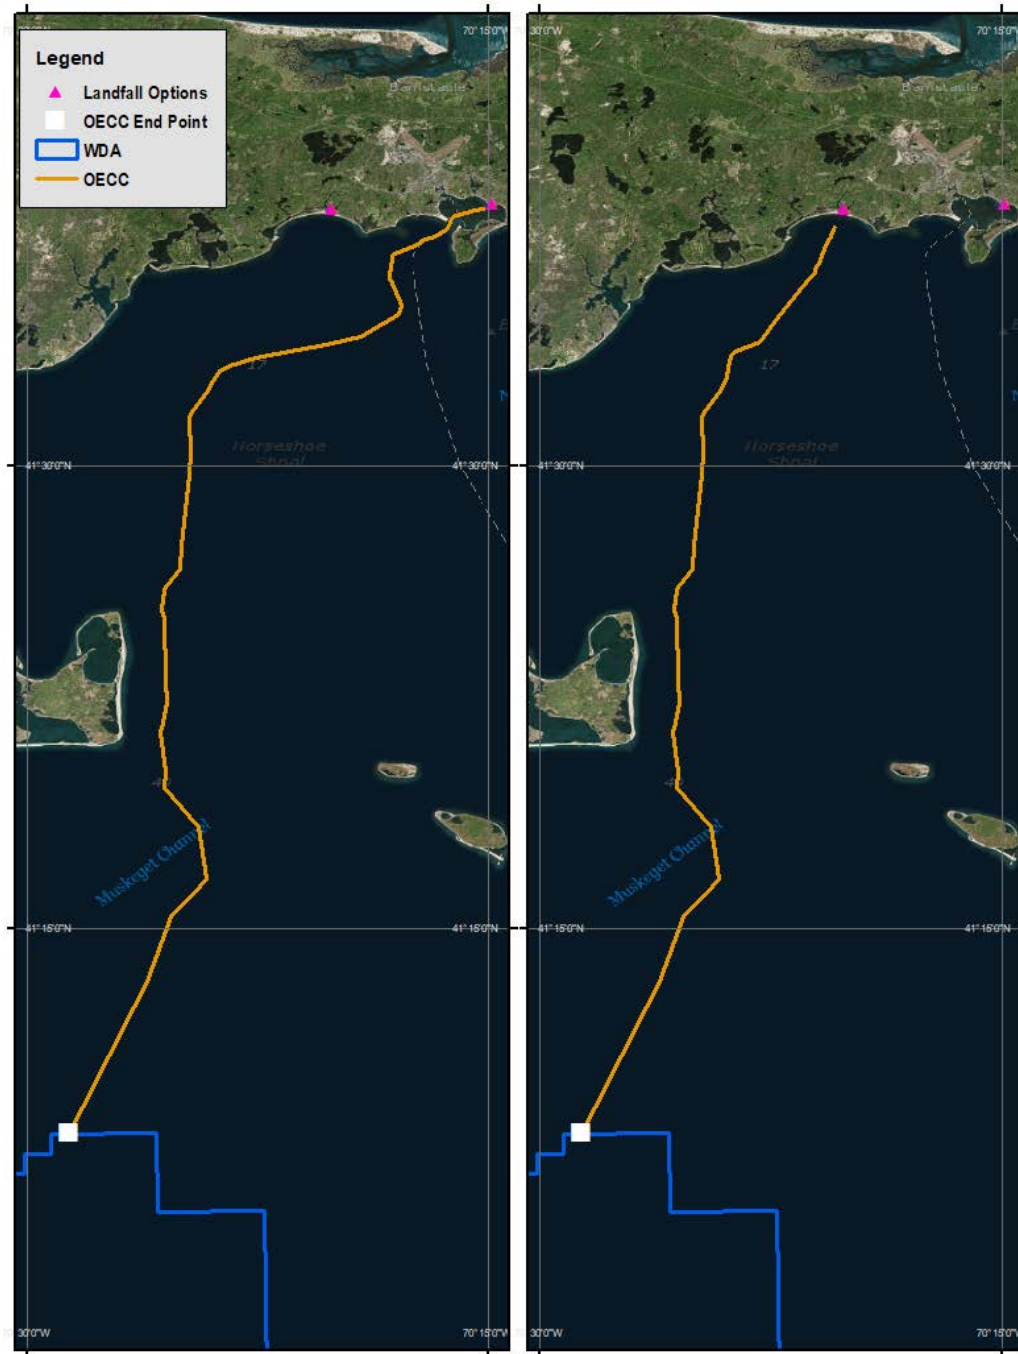 70°15'0"W
30'0"W
70°15'0"W
Legend
Landfall Options
OECC End Point
WDA
OECC
Barnstable
Barnstable
17
17
Horseshoe
Shoal
Horseshoe
Shoal
41°30'0"N
41°30'0"N
41°30'0"N
41°30'0"N
Muskeget Channel
Muskeget Channel
41°15'0"N
41°15'0"N
41°15'0"N
41°15'0"N
30'0"W
70°15'0"W
30'0"W
70°15'0"W